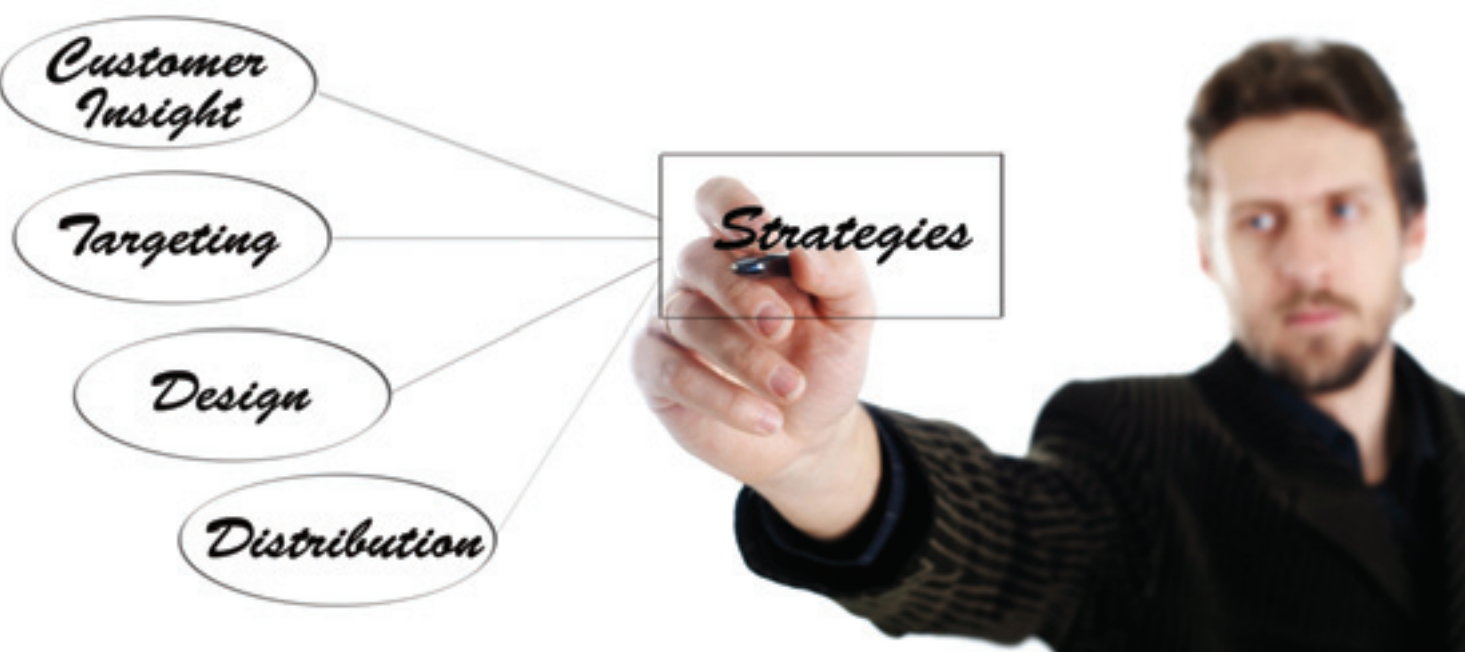 Customer
Insight
Targeting
Design
Distribution
Strategies